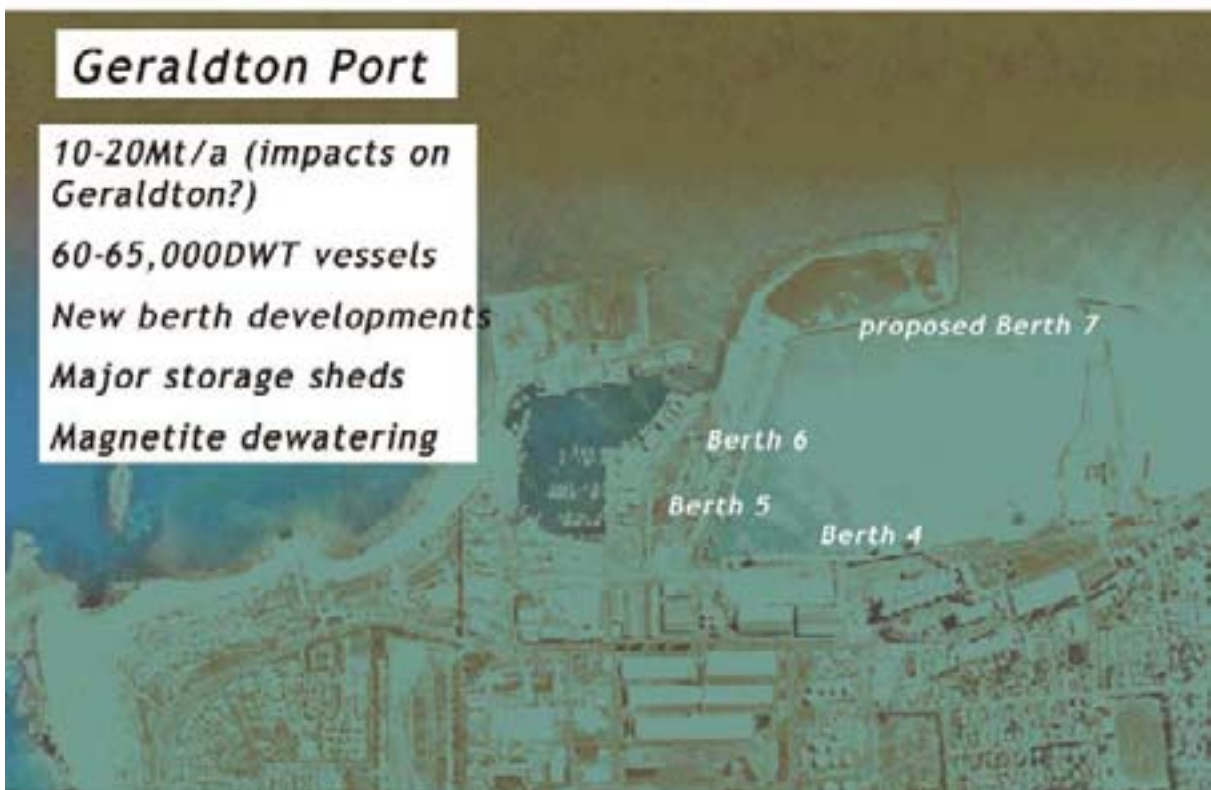 Geraldton Port
10-20Mt/a (impacts on
Geraldton?)
60-65,000DWT vessels
New berth developments
Major storage sheds
Magnetite dewatering
proposed Berth 7
Berth 6
Berth 5
Berth 4